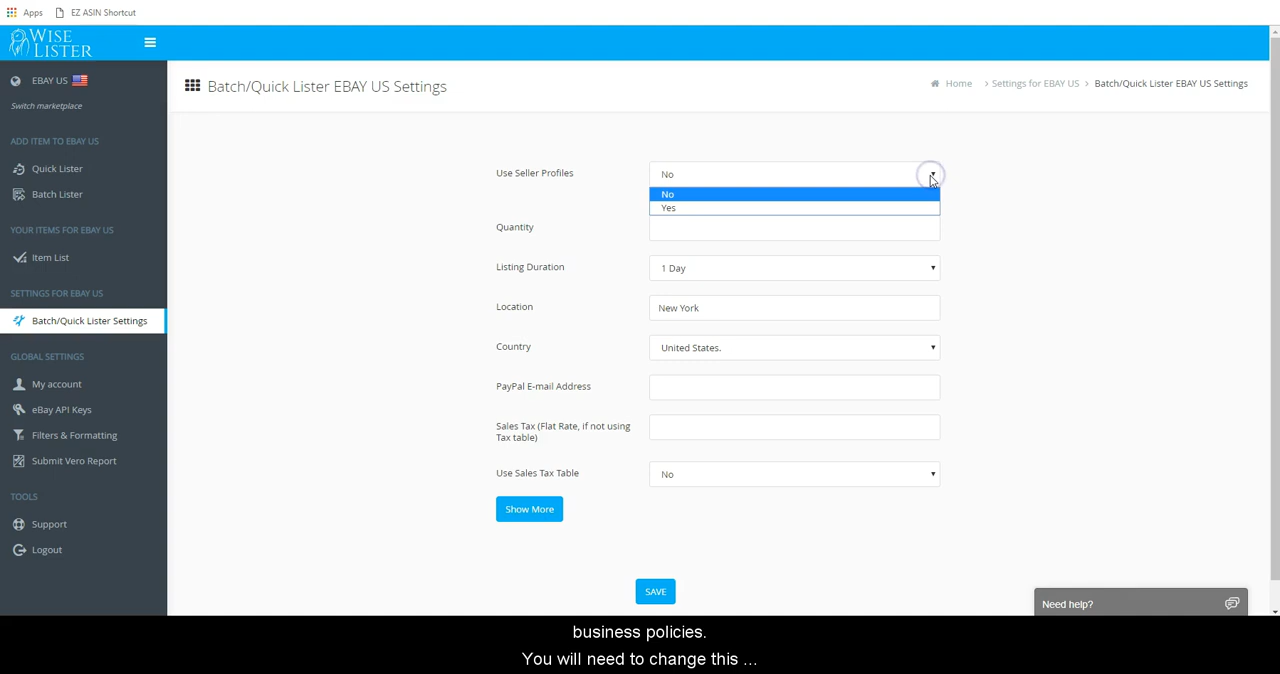 Apps EZ ASIN Shortcut
WISE
LISTER
EBAY US
Switch marketplace
ADD ITEM TO EBAY US
Quick Lister
Batch Lister
YOUR ITEMS FOR EBAY US
Item List
SETTINGS FOR EBAY US
Batch/Quick Lister Settings
GLOBAL SETTINGS
My account
eBay API Keys
Filters & Formatting
Submit Vero Report
TOOLS
Support
Logout
Batch/Quick Lister EBAY US Settings
Home > Settings for EBAY US > Batch/Quick Lister EBAY US Settings
Use Seller Profiles No
No
Yes
Quantity
Listing Duration 1 Day
Location New York
Country United States.
PayPal E-mail Address
Sales Tax (Flat Rate, if not using
Tax table)
Use Sales Tax Table No
Show More
SAVE
Need help?
business policies.
You will need to change this ...